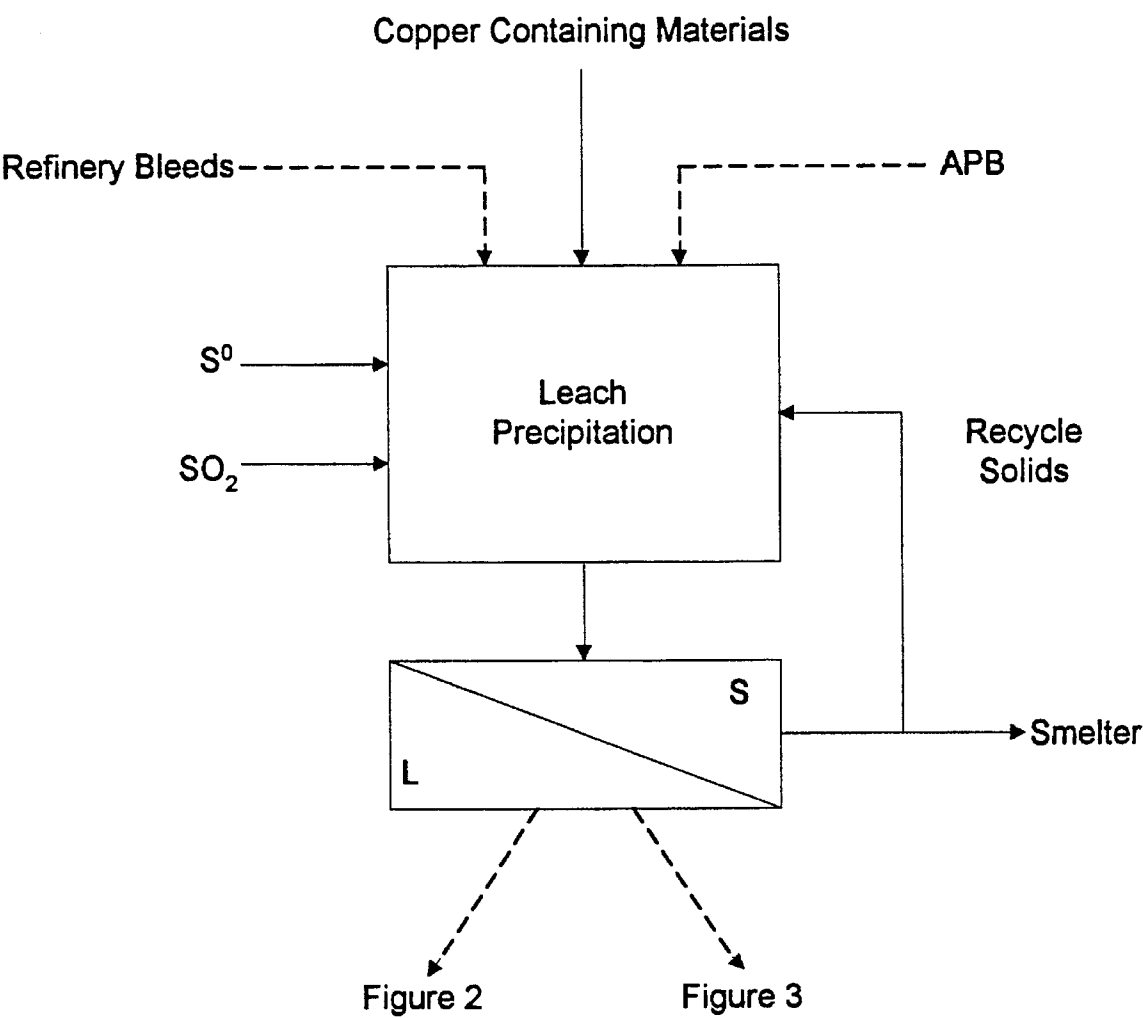 Copper Containing Materials
Refinery Bleeds
APB
S⁰
SO₂
Leach
Precipitation
Recycle
Solids
S
L
Smelter
Figure 2
Figure 3